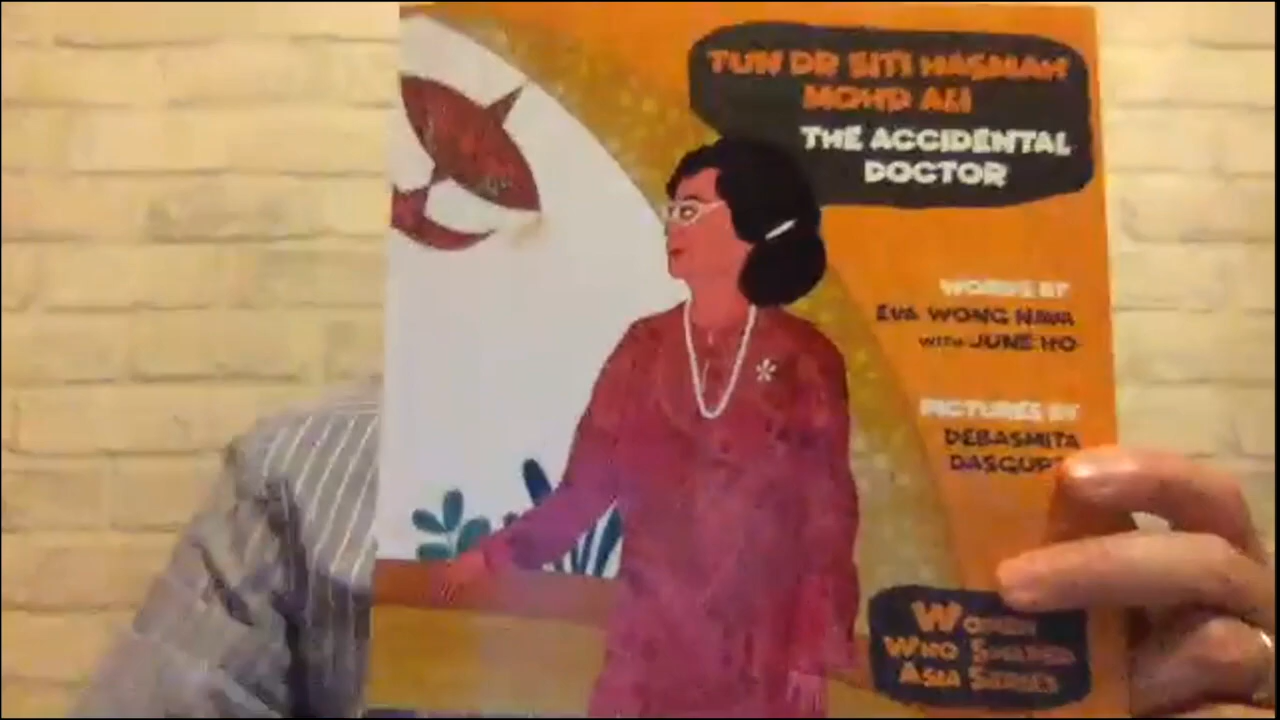 TUN DR SITI HASMAH
MOHD ALI
THE ACCIDENTAL
DOCTOR
WORDS BY
EVA WONG NAVA
WITH JUNE HO
PICTURES BY
DEBASMITA
WOMEN
WHO SHAPED
ASIA SERIES